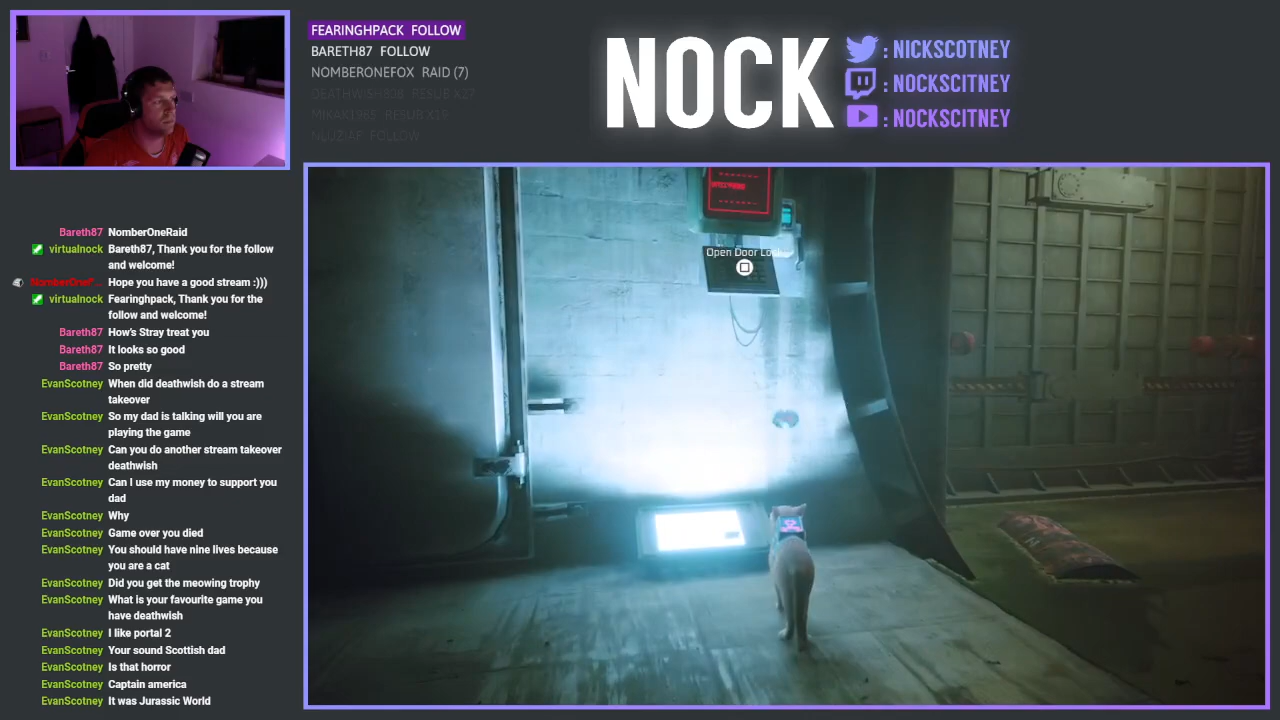 FEARINGHPACK FOLLOW
BARETH87 FOLLOW
NOMBERONEFOX RAID (7)
DEATHWISH808 RESUB X27
MIKAK1985 RESUB X15
NOCK
: NICKSCOTNEY
: NOCKSCITNEY
: NOCKSCITNEY
Open Door Lock
Bareth87 NomberOneRaid
virtualnock Bareth87, Thank you for the follow
and welcome!
Hope you have a good stream :)))
virtualnock Fearinghpack, Thank you for the
follow and welcome!
Bareth87 How's Stray treat you
Bareth87 It looks so good
Bareth87 So pretty
EvanScotney When did deathwish do a stream
takeover
EvanScotney So my dad is talking will you are
playing the game
EvanScotney Can you do another stream takeover
deathwish
EvanScotney Can I use my money to support you
dad
EvanScotney Why
EvanScotney Game over you died
EvanScotney You should have nine lives because
you are a cat
EvanScotney Did you get the meowing trophy
EvanScotney What is your favourite game you
have deathwish
EvanScotney I like portal 2
EvanScotney Your sound Scottish dad
EvanScotney Is that horror
EvanScotney Captain america
EvanScotney It was Jurassic World